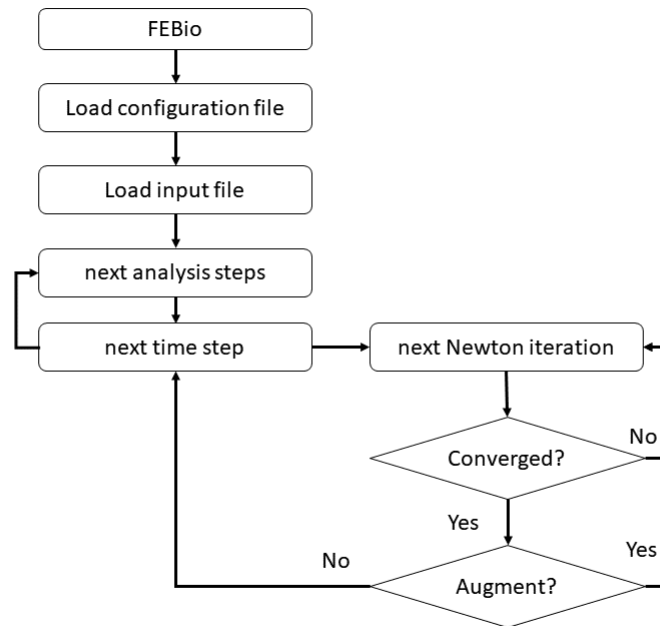 FEBio
Load configuration file
Load input file
next analysis steps
next time step
next Newton iteration
Converged?
No
Yes
No
Augment?
Yes